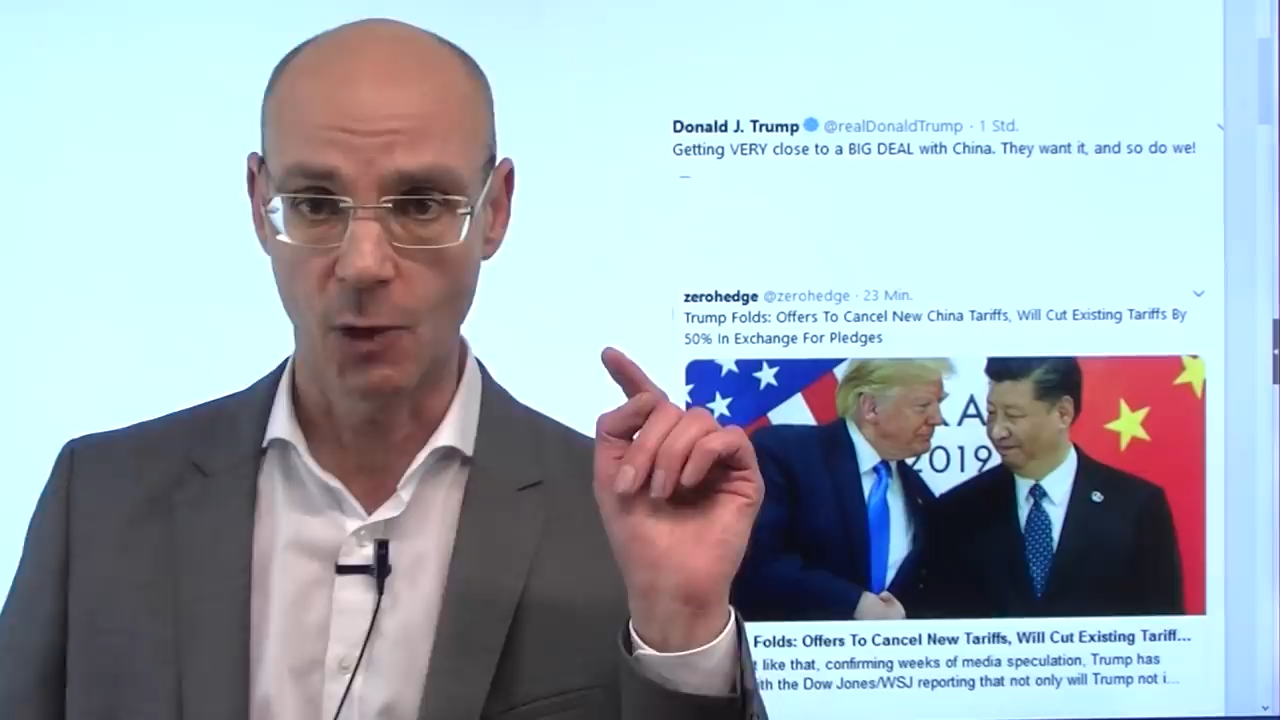 Donald J. Trump @realDonaldTrump · 1 Std.
Getting VERY close to a BIG DEAL with China. They want it, and so do we!
zerohedge @zerohedge · 23 Min.
Trump Folds: Offers To Cancel New China Tariffs, Will Cut Existing Tariffs By
50% In Exchange For Pledges
KA
2019
Folds: Offers To Cancel New Tariffs, Will Cut Existing Tariff...
like that, confirming weeks of media speculation, Trump has
the Dow Jones/WSJ reporting that not only will Trump not i...